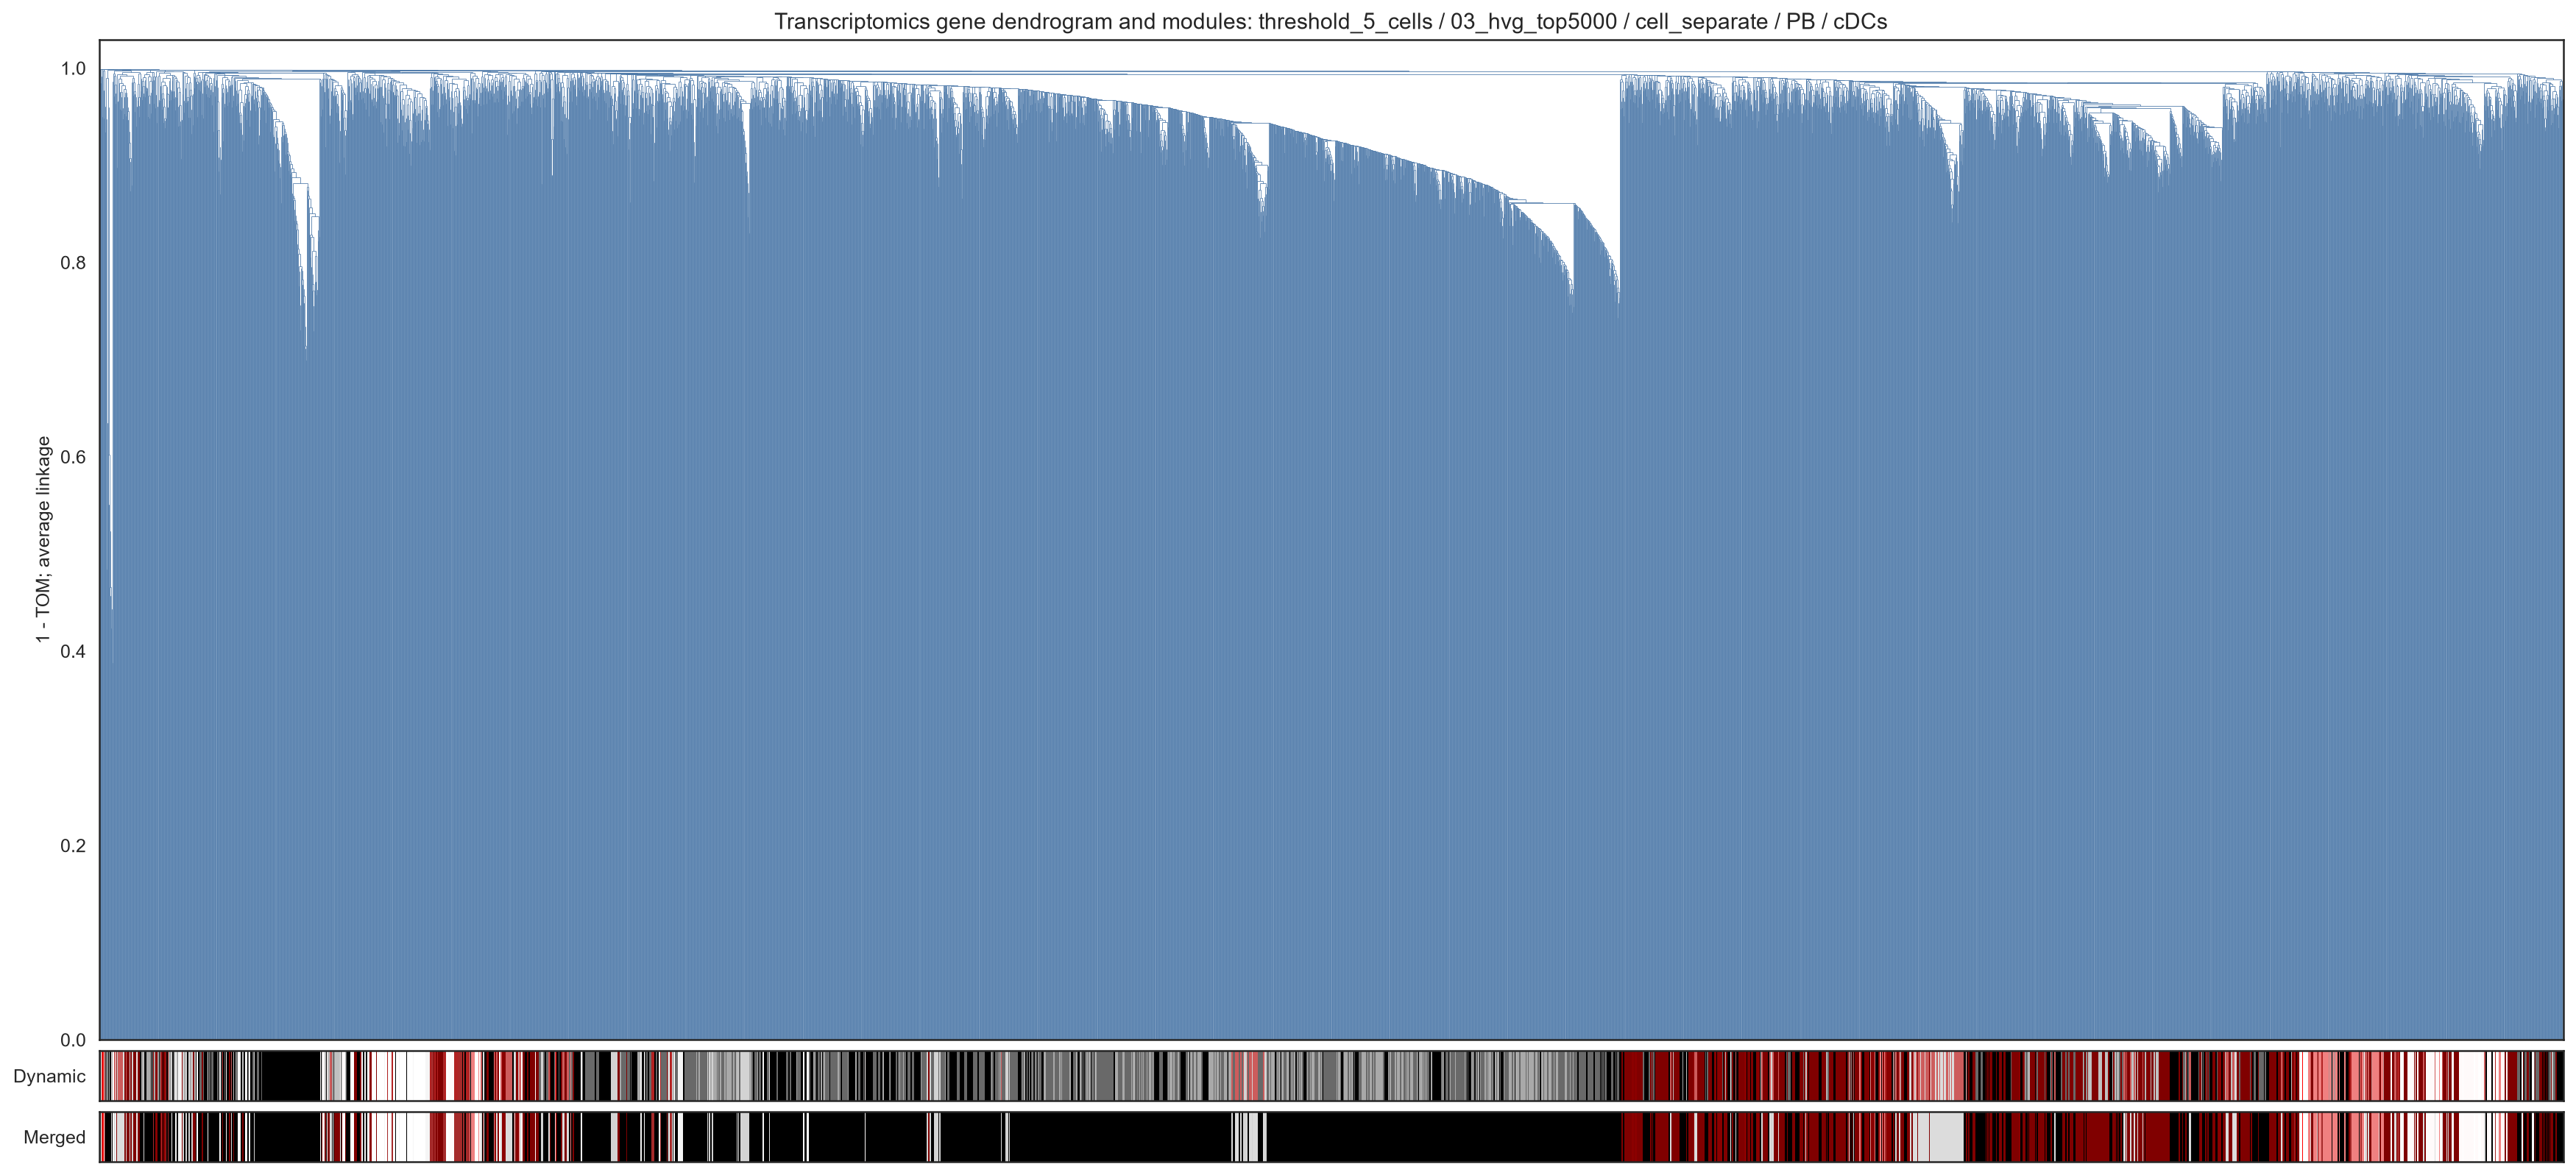 Transcriptomics gene dendrogram and modules: threshold_5_cells / 03_hvg_top5000 / cell_separate / PB / cDCs
1 - TOM; average linkage
1.0
0.8
0.6
0.4
0.2
0.0
Dynamic
Merged